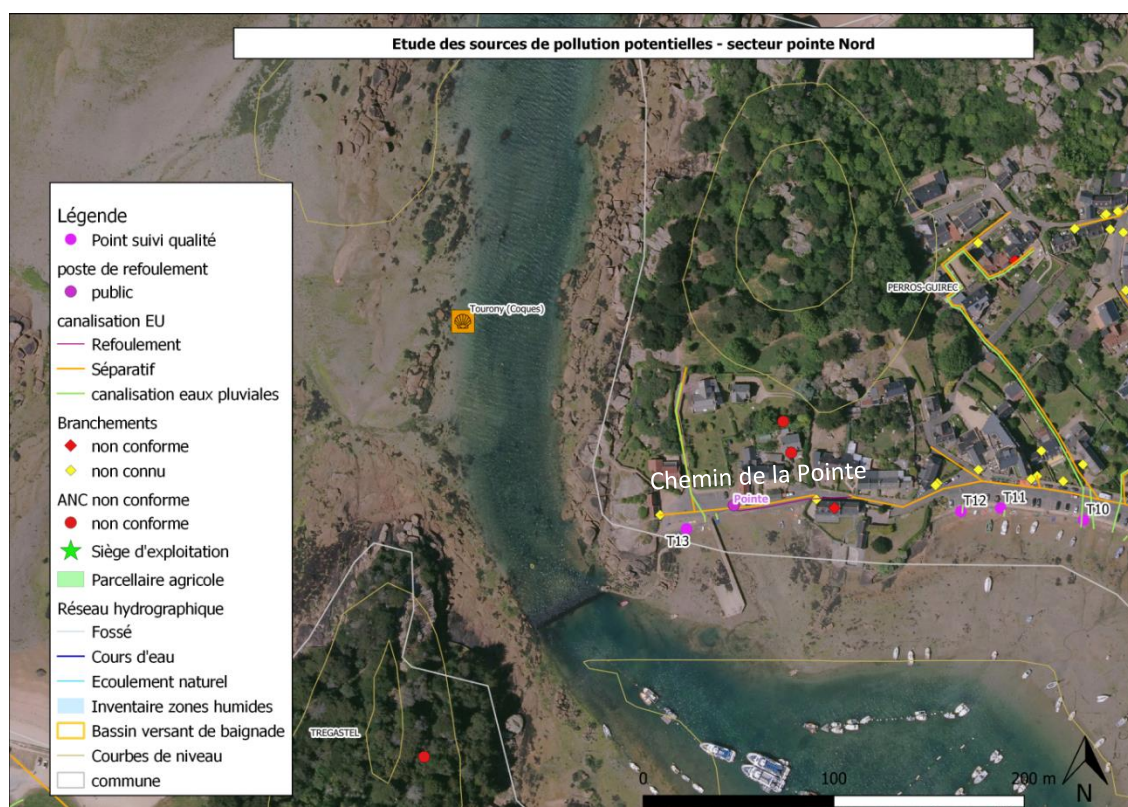 Etude des sources de pollution potentielles - secteur pointe Nord
Légende
Point suivi qualité
poste de refoulement
public
canalisation EU
Refoulement
Séparatif
canalisation eaux pluviales
Branchements
non conforme
non connu
ANC non conforme
non conforme
Siège d'exploitation
Parcellaire agricole
Réseau hydrographique
Fossé
Cours d'eau
Ecoulement naturel
Inventaire zones humides
Bassin versant de baignade
Courbes de niveau
commune
Tourony (Coques)
PERROS-GUIREC
Chemin de la Pointe
Pointe
T13
T12
T11
T10
TREGASTEL
0 100 200 m
N